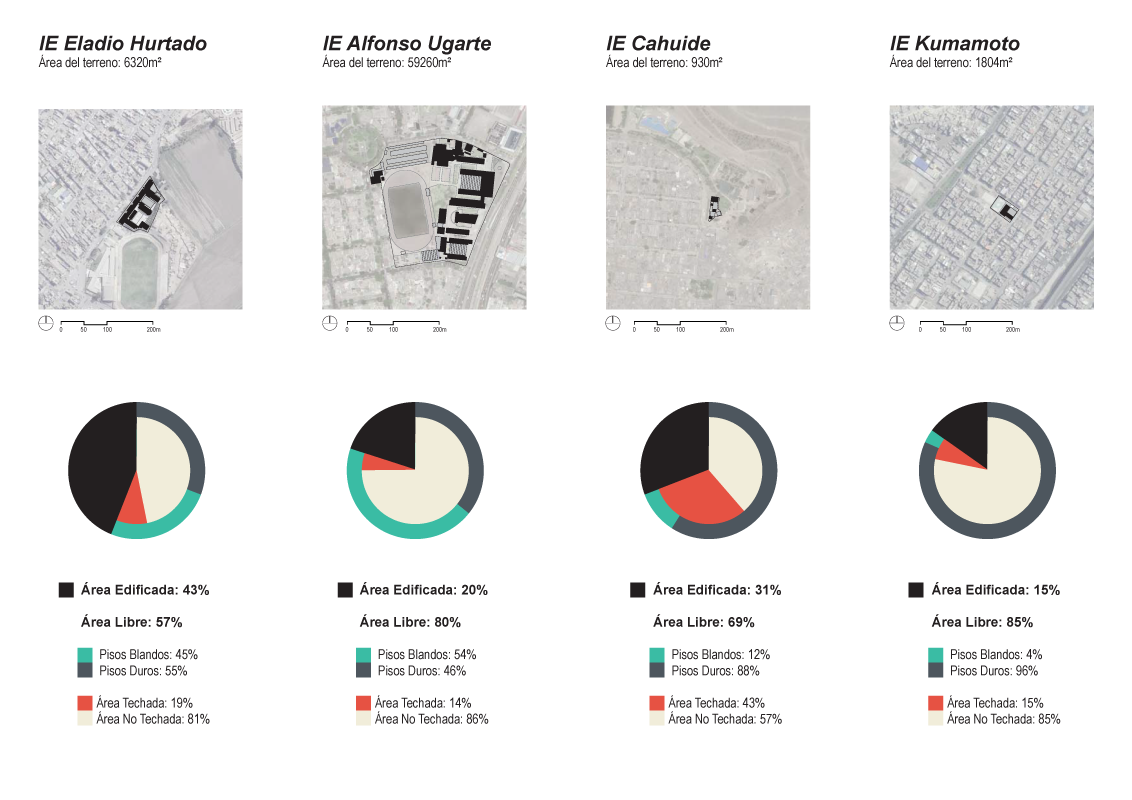 IE Eladio Hurtado
Área del terreno: 6320m²
0 50 100 200m
Área Edificada: 43%
Área Libre: 57%
Pisos Blandos: 45%
Pisos Duros: 55%
Área Techada: 19%
Área No Techada: 81%
IE Alfonso Ugarte
Área del terreno: 59260m²
0 50 100 200m
Área Edificada: 20%
Área Libre: 80%
Pisos Blandos: 54%
Pisos Duros: 46%
Área Techada: 14%
Área No Techada: 86%
IE Cahuide
Área del terreno: 930m²
0 50 100 200m
Área Edificada: 31%
Área Libre: 69%
Pisos Blandos: 12%
Pisos Duros: 88%
Área Techada: 43%
Área No Techada: 57%
IE Kumamoto
Área del terreno: 1804m²
0 50 100 200m
Área Edificada: 15%
Área Libre: 85%
Pisos Blandos: 4%
Pisos Duros: 96%
Área Techada: 15%
Área No Techada: 85%